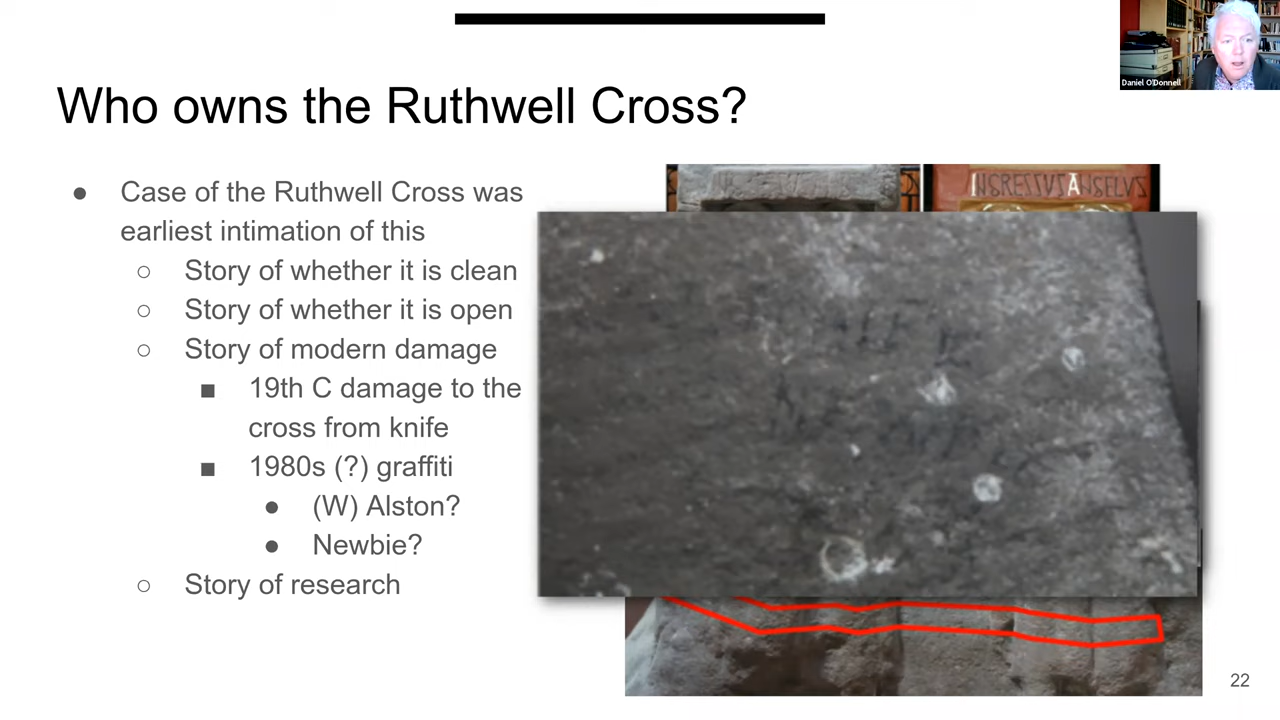 Daniel O'Donnell
Who owns the Ruthwell Cross?
● Case of the Ruthwell Cross was
earliest intimation of this
○ Story of whether it is clean
○ Story of whether it is open
○ Story of modern damage
■ 19th C damage to the
cross from knife
■ 1980s (?) graffiti
● (W) Alston?
● Newbie?
○ Story of research
INGRESSUS ANGELVS
22